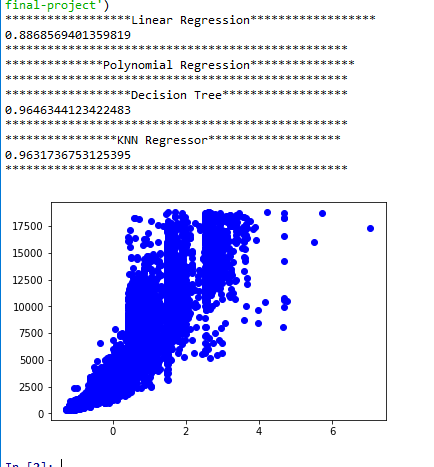 final-project')
******************Linear Regression******************
0.8868569401359819
*************************************************
**************Polynomial Regression***************
*************************************************
******************Decision Tree******************
0.9646344123422483
*************************************************
****************KNN Regressor*******************
0.9631736753125395
*************************************************
17500
15000
12500
10000
7500
5000
2500
0
0 2 4 6
In [2]: